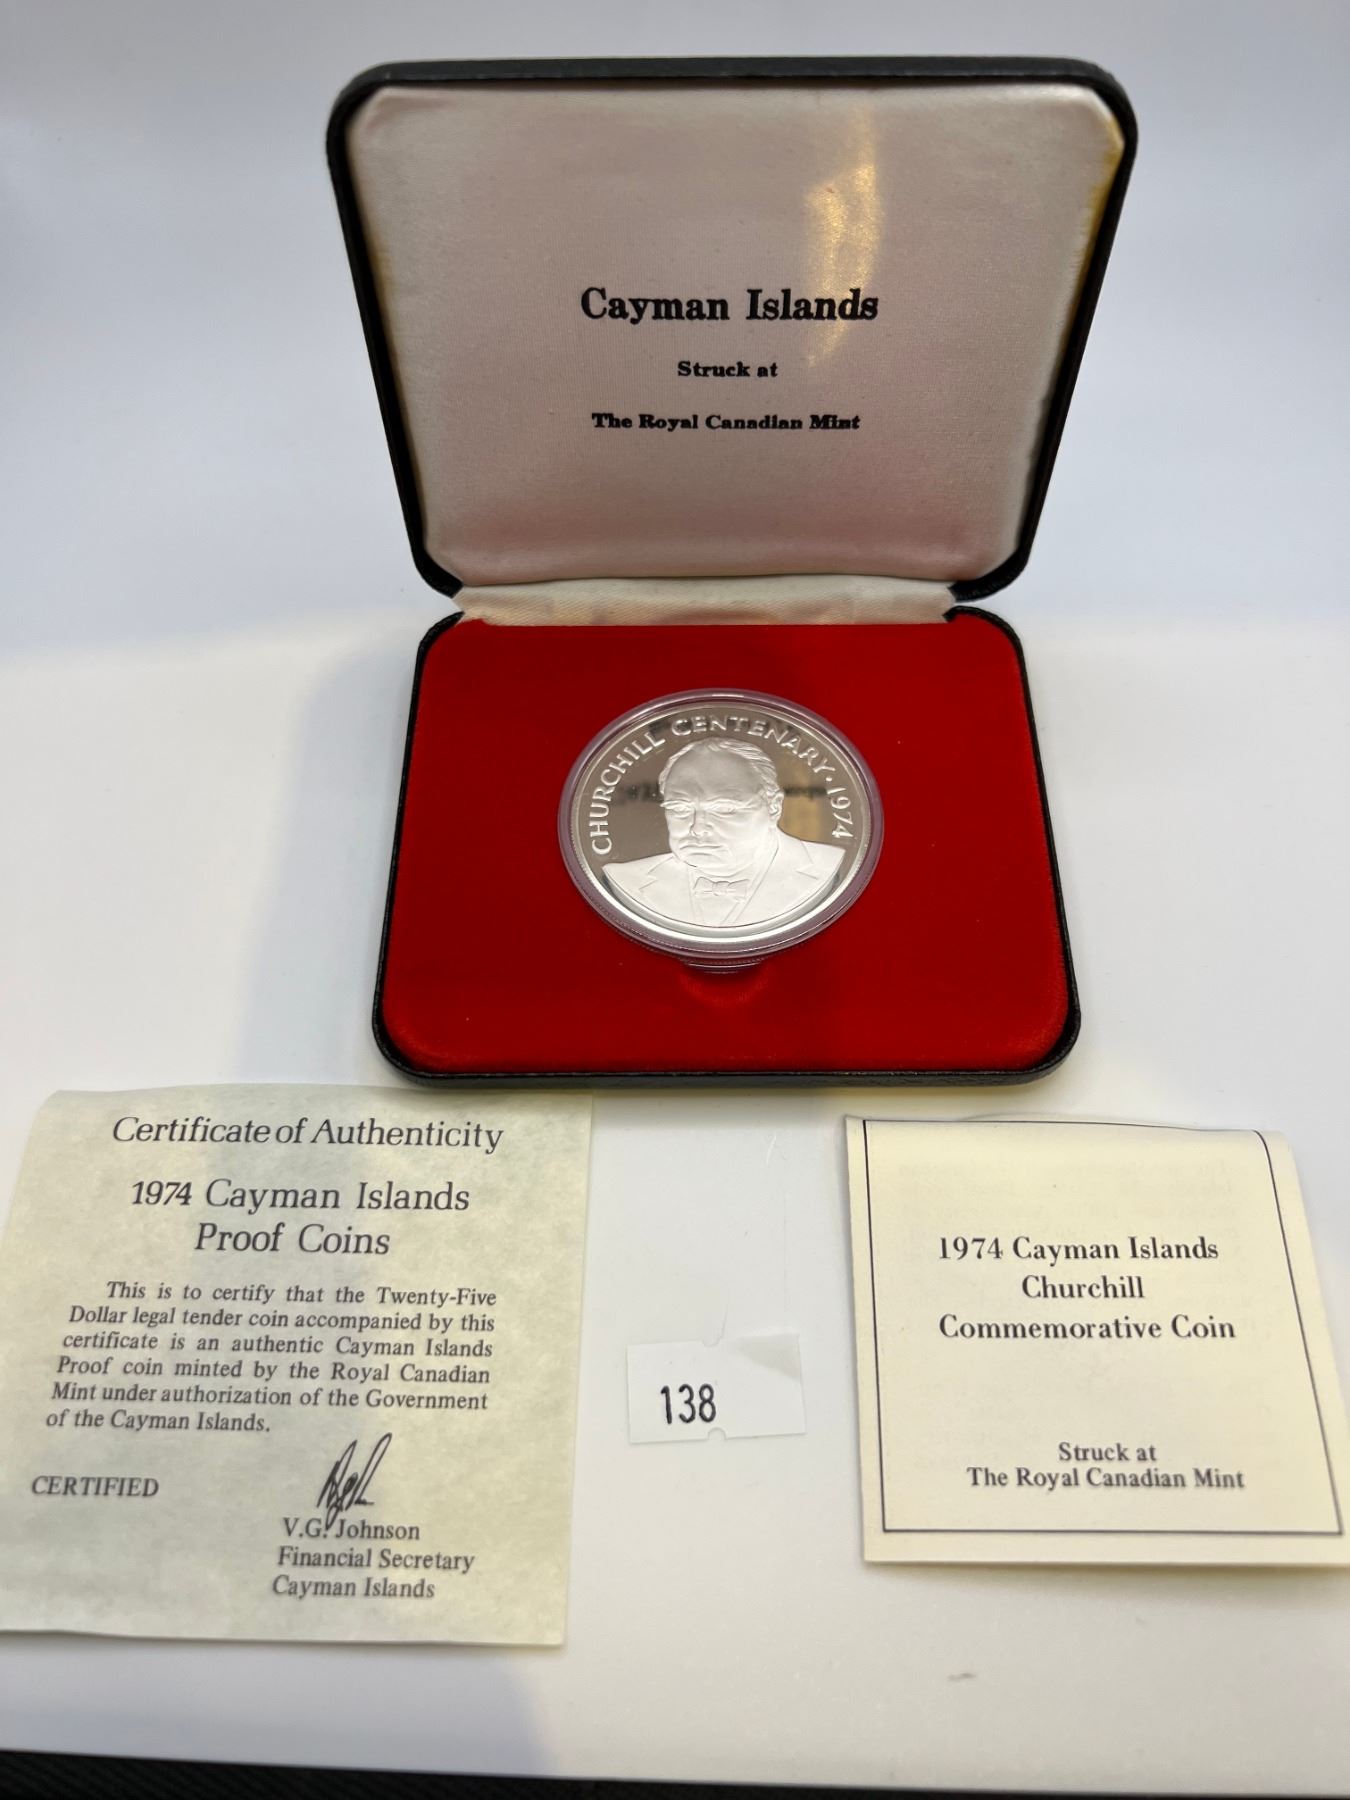 Cayman Islands
Struck at
The Royal Canadian Mint
CHURCHILL CENTENARY · 1974
Certificate of Authenticity
1974 Cayman Islands
Proof Coins
This is to certify that the Twenty-Five
Dollar legal tender coin accompanied by this
certificate is an authentic Cayman Islands
Proof coin minted by the Royal Canadian
Mint under authorization of the Government
of the Cayman Islands.
CERTIFIED
V.G. Johnson
Financial Secretary
Cayman Islands
138
1974 Cayman Islands
Churchill
Commemorative Coin
Struck at
The Royal Canadian Mint